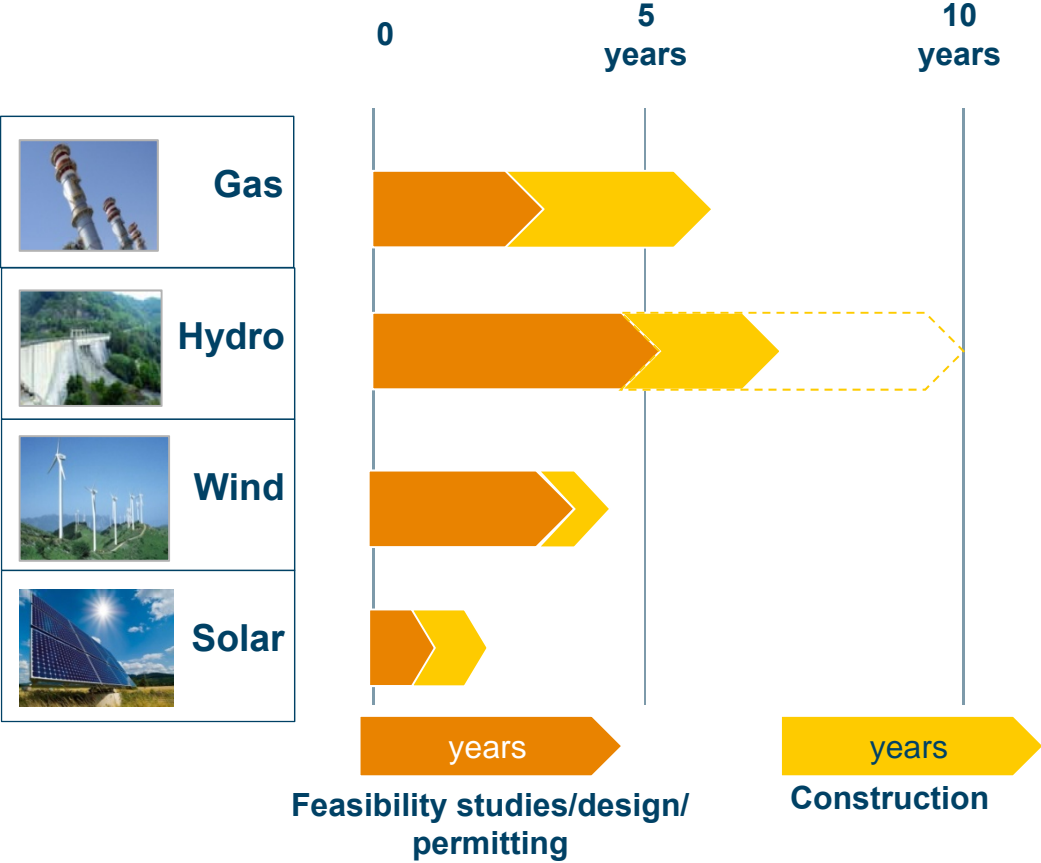 0
5
years
10
years
Gas
Hydro
Wind
Solar
years
years
Feasibility studies/design/
permitting
Construction